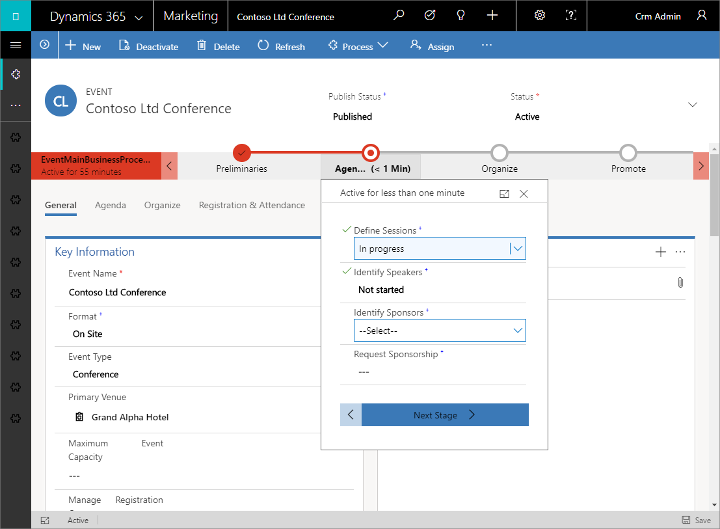 Dynamics 365 Marketing Contoso Ltd Conference Crm Admin
New Deactivate Delete Refresh Process Assign ...
CL
EVENT
Contoso Ltd Conference
Publish Status +
Published
Status *
Active
EventMainBusinessProce...
Active for 55 minutes
Preliminaries
Agen... (< 1 Min)
Organize
Promote
General Agenda Organize Registration & Attendance
Key Information
Event Name *
Contoso Ltd Conference
Format +
On Site
Event Type
Conference
Primary Venue
Grand Alpha Hotel
Maximum Event
Capacity
---
Manage Registration
Active for less than one minute
Define Sessions +
In progress
Identify Speakers +
Not started
Identify Sponsors +
--Select--
Request Sponsorship +
---
Next Stage
Active
Save